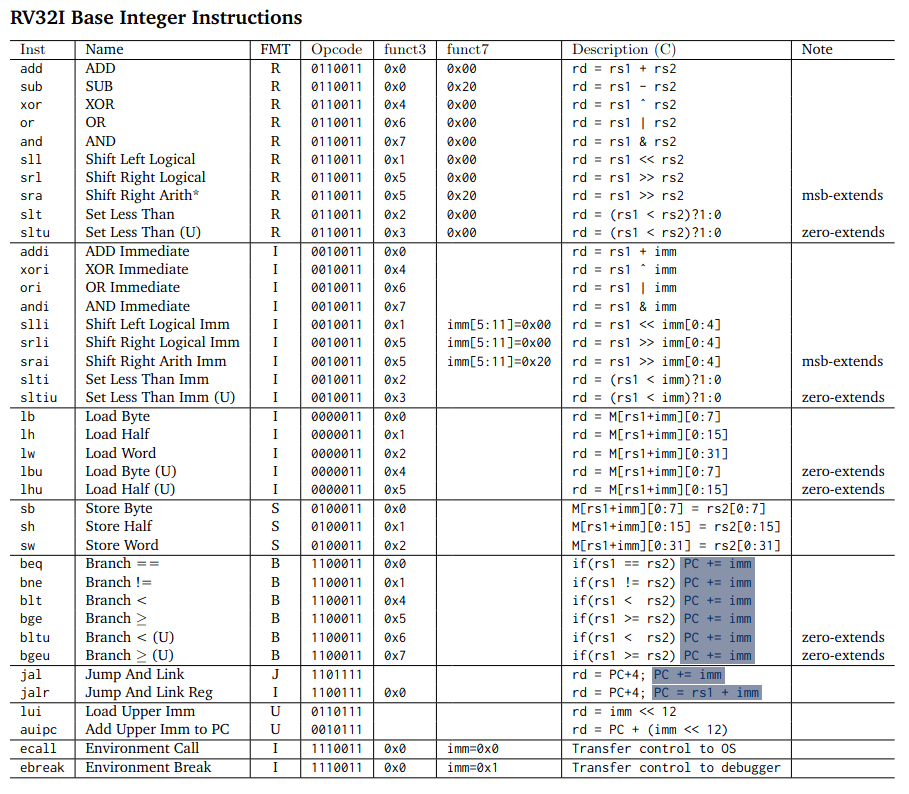 RV32I Base Integer Instructions
Inst Name FMT Opcode funct3 funct7 Description (C) Note
add ADD R 0110011 0x0 0x00 rd = rs1 + rs2
sub SUB R 0110011 0x0 0x20 rd = rs1 - rs2
xor XOR R 0110011 0x4 0x00 rd = rs1 ^ rs2
or OR R 0110011 0x6 0x00 rd = rs1 | rs2
and AND R 0110011 0x7 0x00 rd = rs1 & rs2
sll Shift Left Logical R 0110011 0x1 0x00 rd = rs1 << rs2
srl Shift Right Logical R 0110011 0x5 0x00 rd = rs1 >> rs2
sra Shift Right Arith* R 0110011 0x5 0x20 rd = rs1 >> rs2 msb-extends
slt Set Less Than R 0110011 0x2 0x00 rd = (rs1 < rs2)?1:0
sltu Set Less Than (U) R 0110011 0x3 0x00 rd = (rs1 < rs2)?1:0 zero-extends
addi ADD Immediate I 0010011 0x0 rd = rs1 + imm
xori XOR Immediate I 0010011 0x4 rd = rs1 ^ imm
ori OR Immediate I 0010011 0x6 rd = rs1 | imm
andi AND Immediate I 0010011 0x7 rd = rs1 & imm
slli Shift Left Logical Imm I 0010011 0x1 imm[5:11]=0x00 rd = rs1 << imm[0:4]
srli Shift Right Logical Imm I 0010011 0x5 imm[5:11]=0x00 rd = rs1 >> imm[0:4]
srai Shift Right Arith Imm I 0010011 0x5 imm[5:11]=0x20 rd = rs1 >> imm[0:4] msb-extends
slti Set Less Than Imm I 0010011 0x2 rd = (rs1 < imm)?1:0
sltiu Set Less Than Imm (U) I 0010011 0x3 rd = (rs1 < imm)?1:0 zero-extends
lb Load Byte I 0000011 0x0 rd = M[rs1+imm][0:7]
lh Load Half I 0000011 0x1 rd = M[rs1+imm][0:15]
lw Load Word I 0000011 0x2 rd = M[rs1+imm][0:31]
lbu Load Byte (U) I 0000011 0x4 rd = M[rs1+imm][0:7] zero-extends
lhu Load Half (U) I 0000011 0x5 rd = M[rs1+imm][0:15] zero-extends
sb Store Byte S 0100011 0x0 M[rs1+imm][0:7] = rs2[0:7]
sh Store Half S 0100011 0x1 M[rs1+imm][0:15] = rs2[0:15]
sw Store Word S 0100011 0x2 M[rs1+imm][0:31] = rs2[0:31]
beq Branch == B 1100011 0x0 if(rs1 == rs2) PC += imm
bne Branch != B 1100011 0x1 if(rs1 != rs2) PC += imm
blt Branch < B 1100011 0x4 if(rs1 < rs2) PC += imm
bge Branch ≥ B 1100011 0x5 if(rs1 >= rs2) PC += imm
bltu Branch < (U) B 1100011 0x6 if(rs1 < rs2) PC += imm zero-extends
bgeu Branch ≥ (U) B 1100011 0x7 if(rs1 >= rs2) PC += imm zero-extends
jal Jump And Link J 1101111 rd = PC+4; PC += imm
jalr Jump And Link Reg I 1100111 0x0 rd = PC+4; PC = rs1 + imm
lui Load Upper Imm U 0110111 rd = imm << 12
auipc Add Upper Imm to PC U 0010111 rd = PC + (imm << 12)
ecall Environment Call I 1110011 0x0 imm=0x0 Transfer control to OS
ebreak Environment Break I 1110011 0x0 imm=0x1 Transfer control to debugger